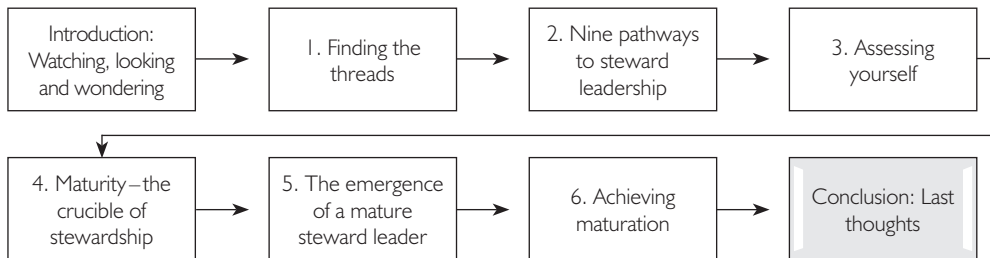 Introduction:
Watching, looking
and wondering
1. Finding the
threads
2. Nine pathways
to steward
leadership
3. Assessing
yourself
4. Maturity–the
crucible of
stewardship
5. The emergence
of a mature
steward leader
6. Achieving
maturation
Conclusion: Last
thoughts